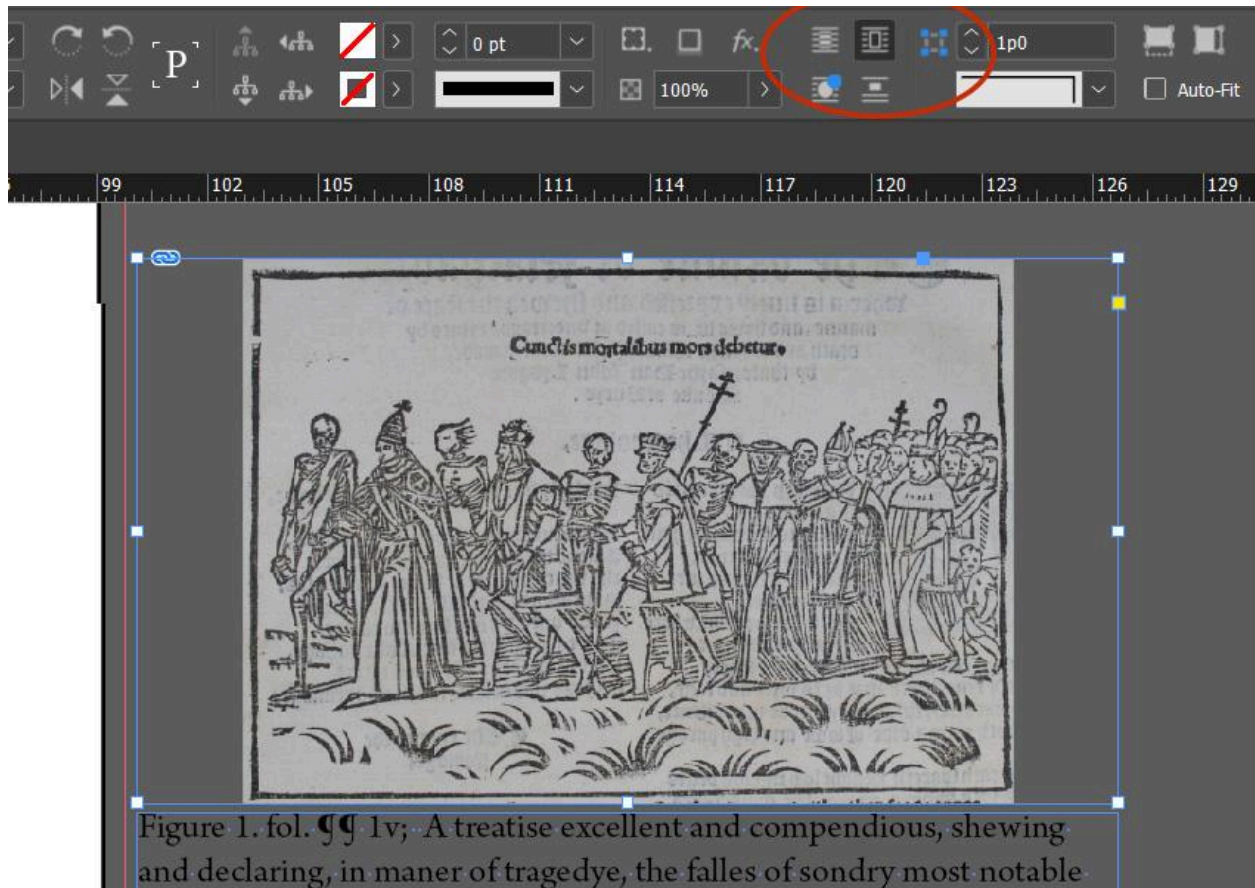 P
0 pt
fx.
1p0
100%
Auto-Fit
99 102 105 108 111 114 117 120 123 126 129
Cunctis mortalibus mors debetur.
Figure 1. fol. ¶¶ 1v; A treatise excellent and compendious, shewing
and declaring, in maner of tragedye, the falles of sondry most notable